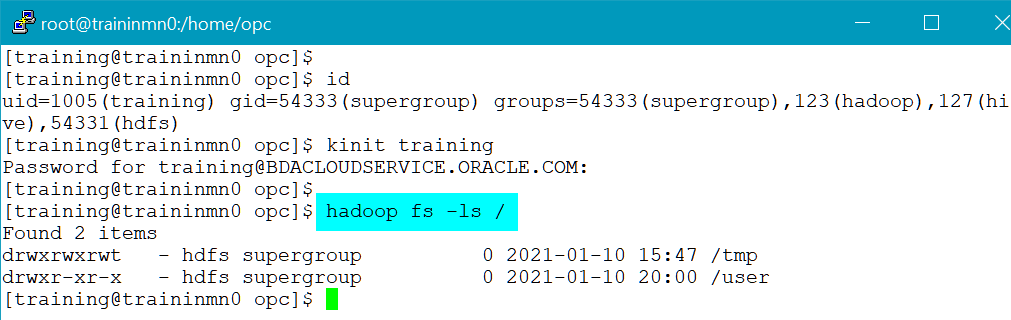 root@traininmn0:/home/opc
[training@traininmn0 opc]$
[training@traininmn0 opc]$ id
uid=1005(training) gid=54333(supergroup) groups=54333(supergroup),123(hadoop),127(hi
ve),54331(hdfs)
[training@traininmn0 opc]$ kinit training
Password for training@BDACLOUDSERVICE.ORACLE.COM:
[training@traininmn0 opc]$
[training@traininmn0 opc]$ hadoop fs -ls /
Found 2 items
drwxrwxrwt   - hdfs supergroup          0 2021-01-10 15:47 /tmp
drwxr-xr-x   - hdfs supergroup          0 2021-01-10 20:00 /user
[training@traininmn0 opc]$